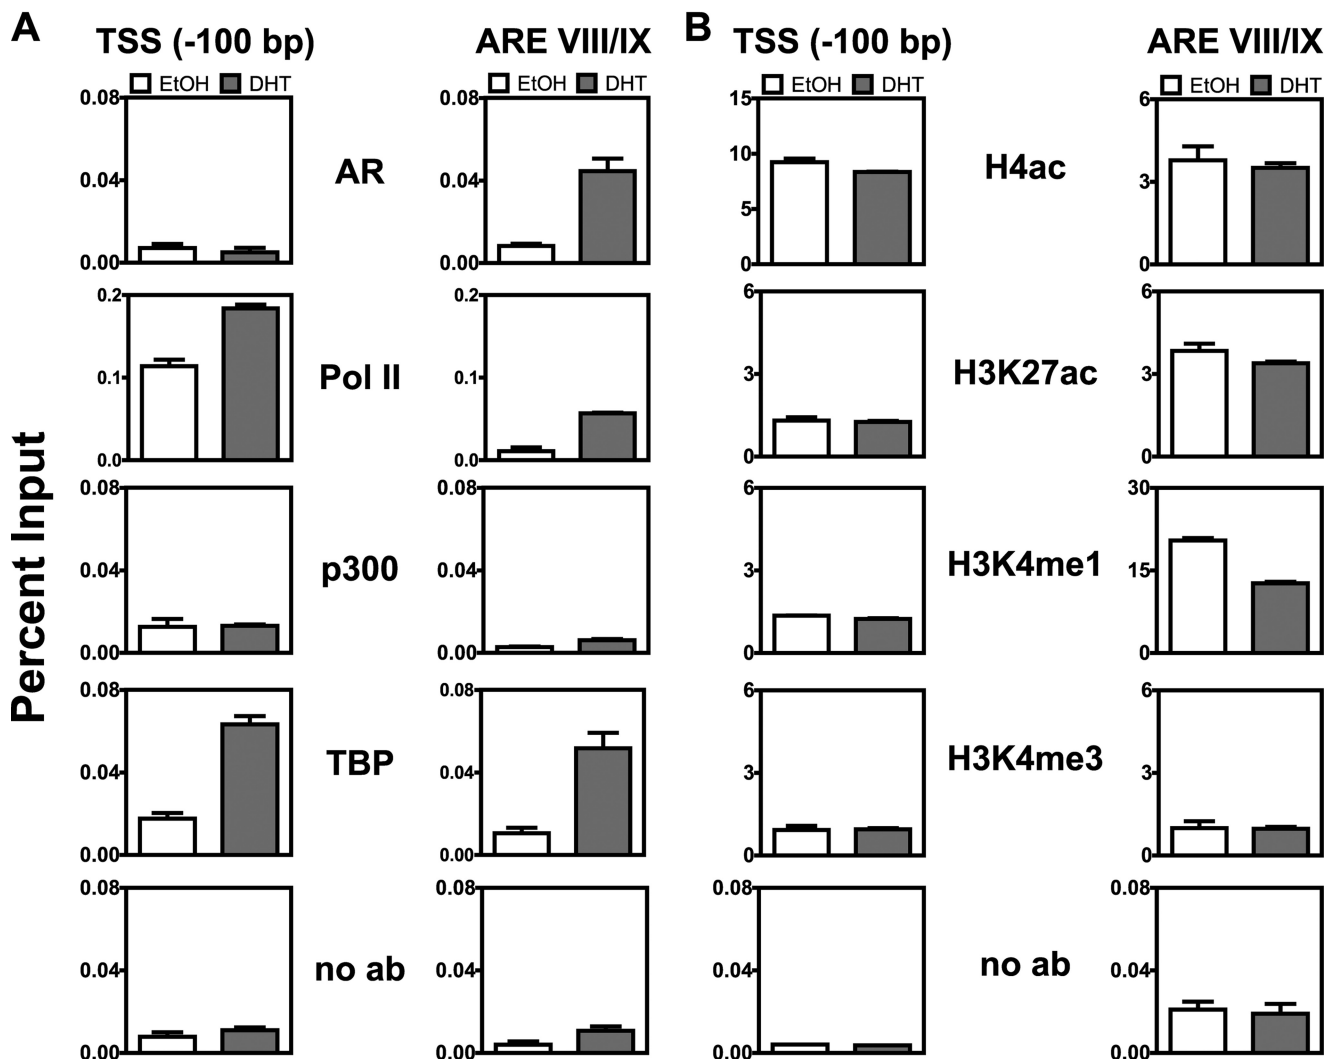 A
TSS (-100 bp)
ARE VIII/IX
B
TSS (-100 bp)
ARE VIII/IX
EtOH DHT
EtOH DHT
EtOH DHT
EtOH DHT
Percent Input
0.08
0.04
0.00
AR
0.08
0.04
0.00
15
10
5
0
H4ac
6
3
0
0.2
0.1
0.0
Pol II
0.2
0.1
0.0
6
3
0
H3K27ac
6
3
0
0.08
0.04
0.00
p300
0.08
0.04
0.00
6
3
0
H3K4me1
30
15
0
0.08
0.04
0.00
TBP
0.08
0.04
0.00
6
3
0
H3K4me3
6
3
0
0.08
0.04
0.00
no ab
0.08
0.04
0.00
0.08
0.04
0.00
no ab
0.08
0.04
0.00